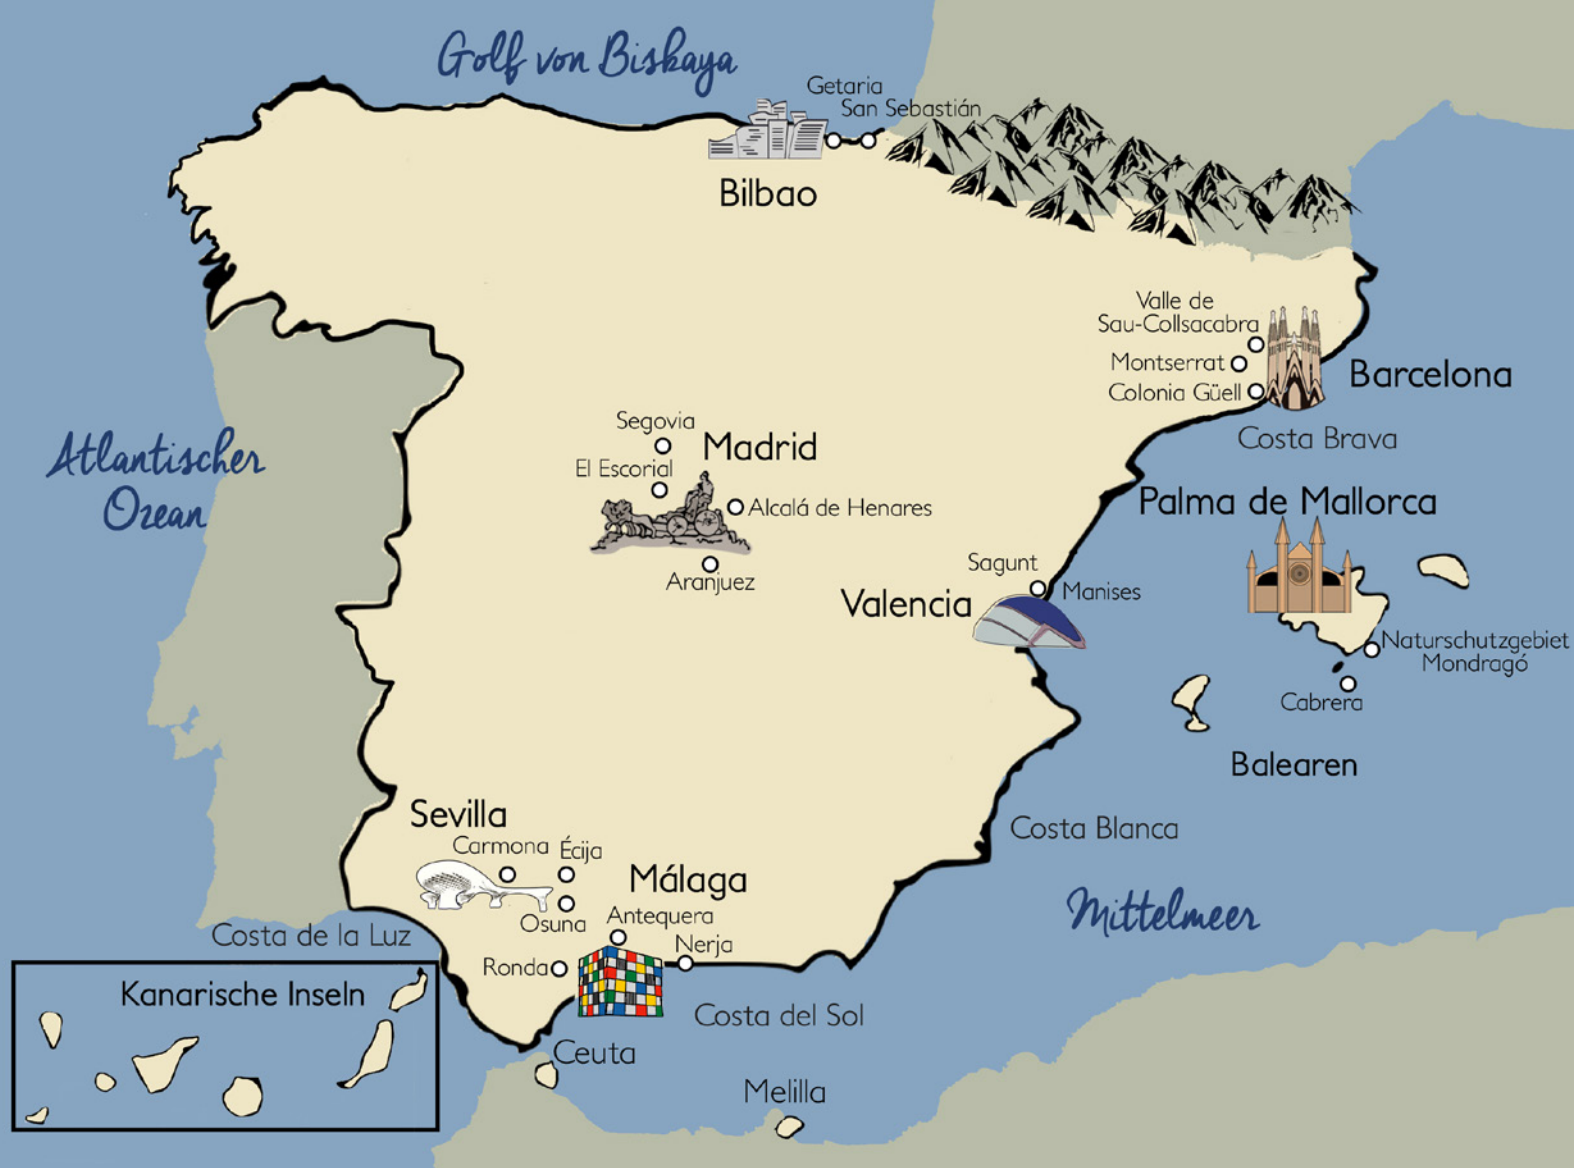 Golf von Biskaya
Getaria
San Sebastián
Bilbao
Valle de
Sau-Collsacabra
Montserrat
Colonia Güell
Barcelona
Costa Brava
Segovia
Madrid
El Escorial
Alcalá de Henares
Aranjuez
Atlantischer
Ozean
Palma de Mallorca
Sagunt
Manises
Valencia
Naturschutzgebiet
Mondragó
Cabrera
Balearen
Sevilla
Carmona
Écija
Osuna
Málaga
Antequera
Nerja
Ronda
Costa Blanca
Mittelmeer
Costa de la Luz
Kanarische Inseln
Costa del Sol
Ceuta
Melilla